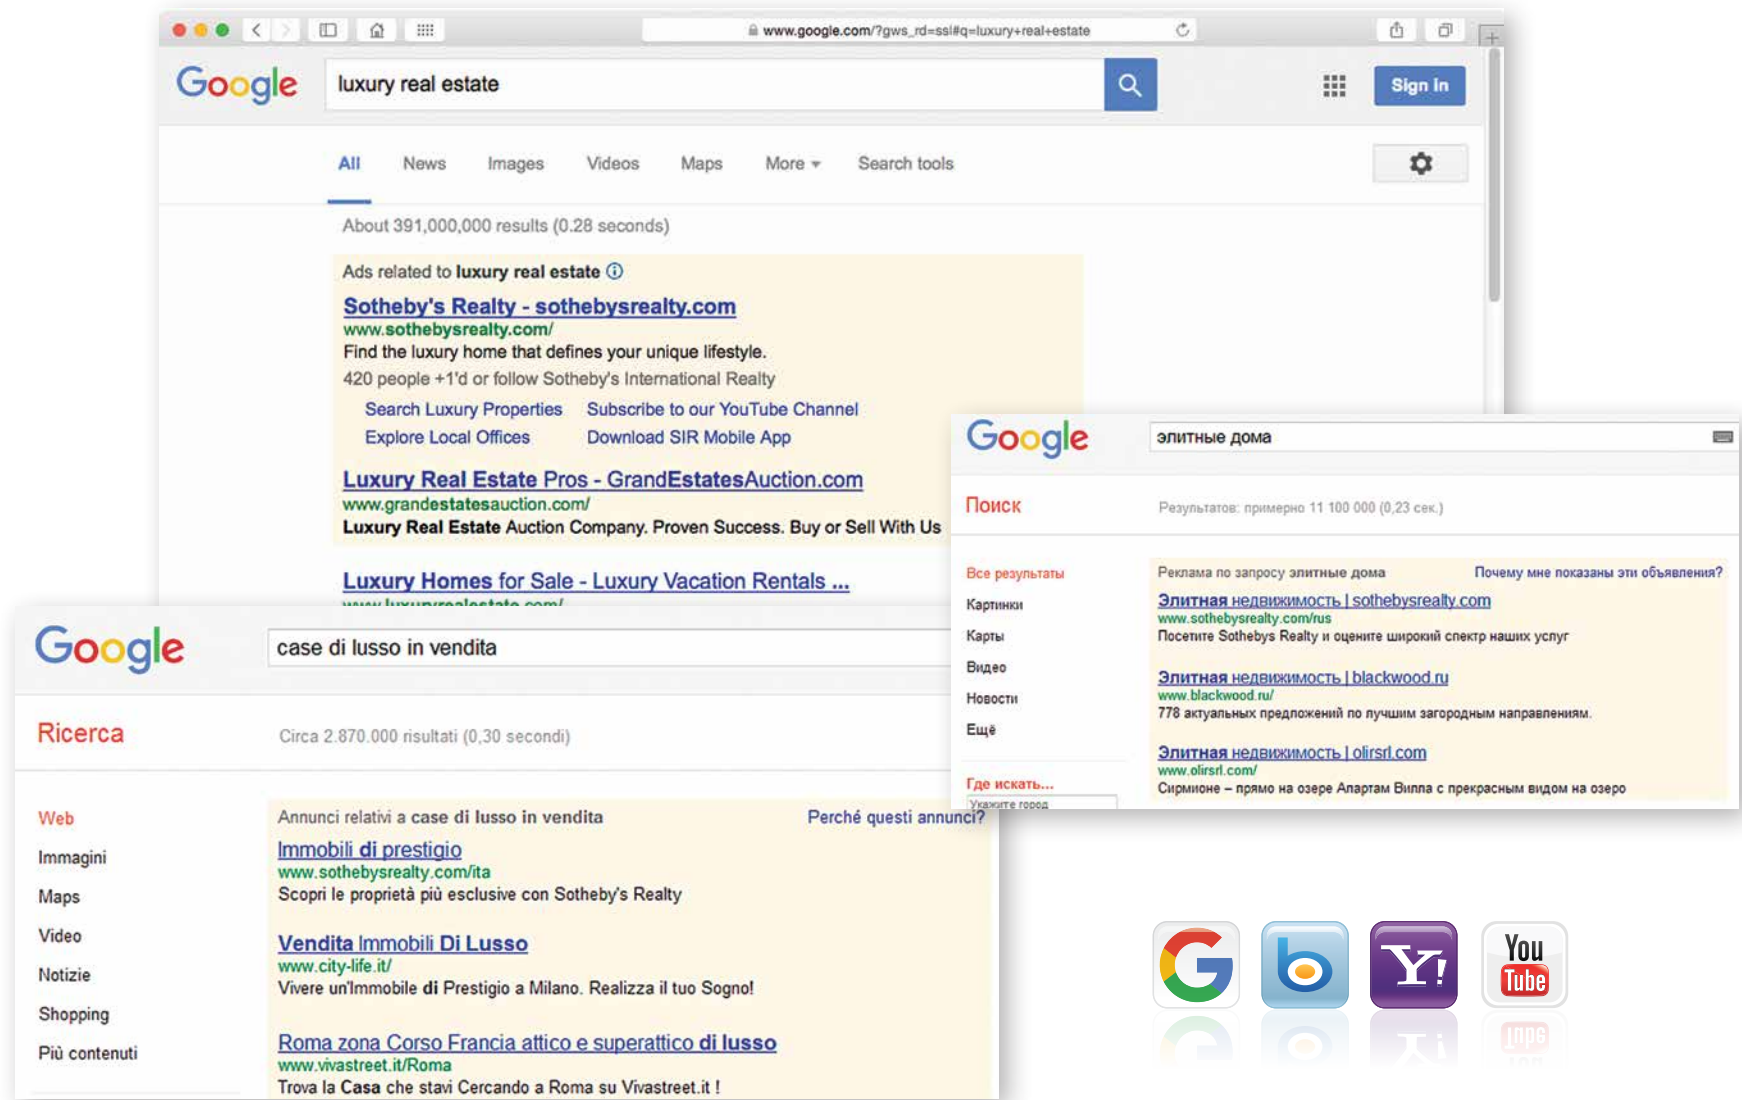 www.google.com/?gws_rd=ssl#q=luxury+real+estate
Google
luxury real estate
Sign in
All News Images Videos Maps More Search tools
About 391,000,000 results (0.28 seconds)
Ads related to luxury real estate
Sotheby's Realty - sothebysrealty.com
www.sothebysrealty.com/
Find the luxury home that defines your unique lifestyle.
420 people +1'd or follow Sotheby's International Realty
Search Luxury Properties Subscribe to our YouTube Channel
Explore Local Offices Download SIR Mobile App
Luxury Real Estate Pros - GrandEstatesAuction.com
www.grandestatesauction.com/
Luxury Real Estate Auction Company. Proven Success. Buy or Sell With Us
Luxury Homes for Sale - Luxury Vacation Rentals ...
www.luxuryrealestate.com/
Google
элитные дома
Поиск
Результатов: примерно 11 100 000 (0,23 сек.)
Все результаты
Картинки
Карты
Видео
Новости
Ещё
Где искать...
Укажите город
Реклама по запросу элитные дома Почему мне показаны эти объявления?
Элитная недвижимость | sothebysrealty.com
www.sothebysrealty.com/rus
Посетите Sothebys Realty и оцените широкий спектр наших услуг
Элитная недвижимость | blackwood.ru
www.blackwood.ru/
778 актуальных предложений по лучшим загородным направлениям.
Элитная недвижимость | olirsrl.com
www.olirsrl.com/
Сирмионе – прямо на озере Апартам Вилла с прекрасным видом на озеро
Google
case di lusso in vendita
Ricerca
Circa 2.870.000 risultati (0,30 secondi)
Web
Immagini
Maps
Video
Notizie
Shopping
Più contenuti
Annunci relativi a case di lusso in vendita Perché questi annunci?
Immobili di prestigio
www.sothebysrealty.com/ita
Scopri le proprietà più esclusive con Sotheby's Realty
Vendita Immobili Di Lusso
www.city-life.it/
Vivere un'Immobile di Prestigio a Milano. Realizza il tuo Sogno!
Roma zona Corso Francia attico e superattico di lusso
www.vivastreet.it/Roma
Trova la Casa che stavi Cercando a Roma su Vivastreet.it !
G
b
Y!
You
Tube